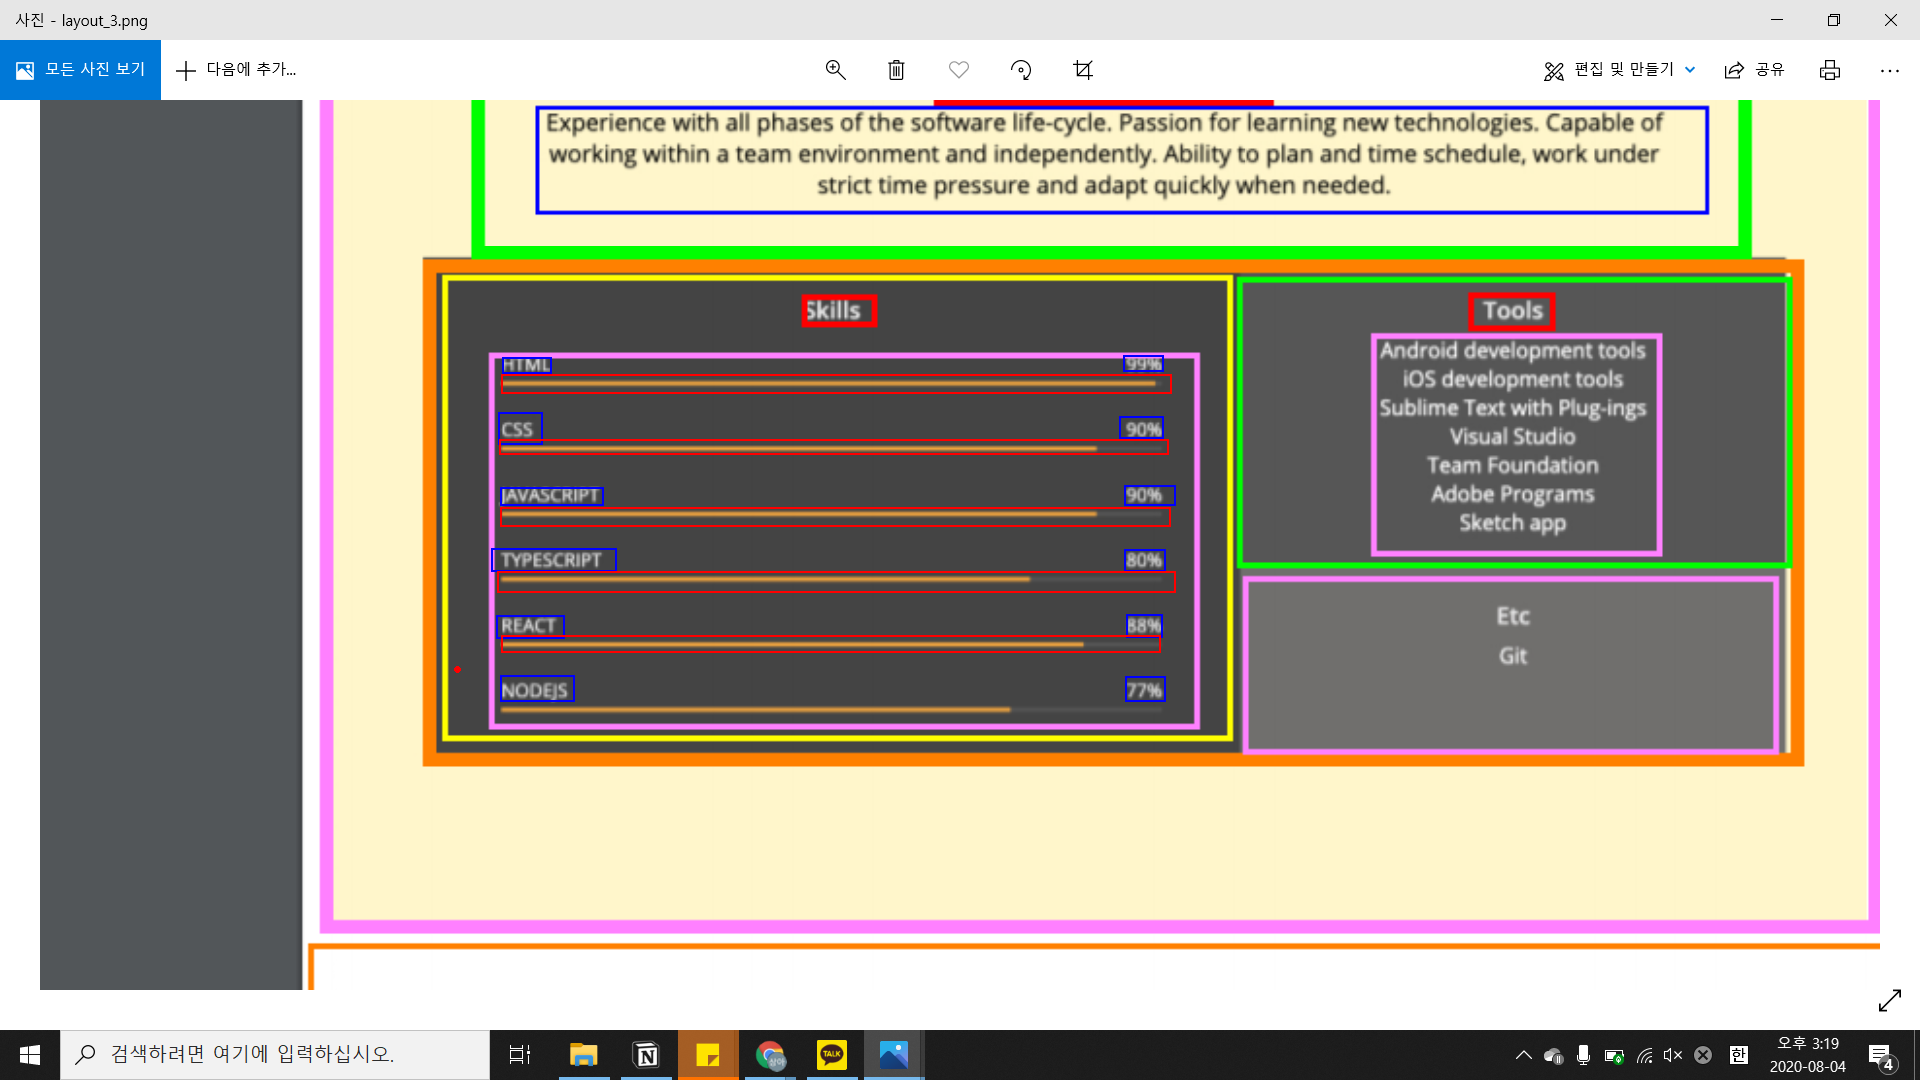 사진 - layout_3.png
모든 사진 보기
다음에 추가...
편집 및 만들기
공유
Experience with all phases of the software life-cycle. Passion for learning new technologies. Capable of
working within a team environment and independently. Ability to plan and time schedule, work under
strict time pressure and adapt quickly when needed.
Skills
HTML 99%
CSS 90%
JAVASCRIPT 90%
TYPESCRIPT 80%
REACT 88%
NODEJS 77%
Tools
Android development tools
iOS development tools
Sublime Text with Plug-ings
Visual Studio
Team Foundation
Adobe Programs
Sketch app
Etc
Git
검색하려면 여기에 입력하십시오.
TALK
한
오후 3:19
2020-08-04
4